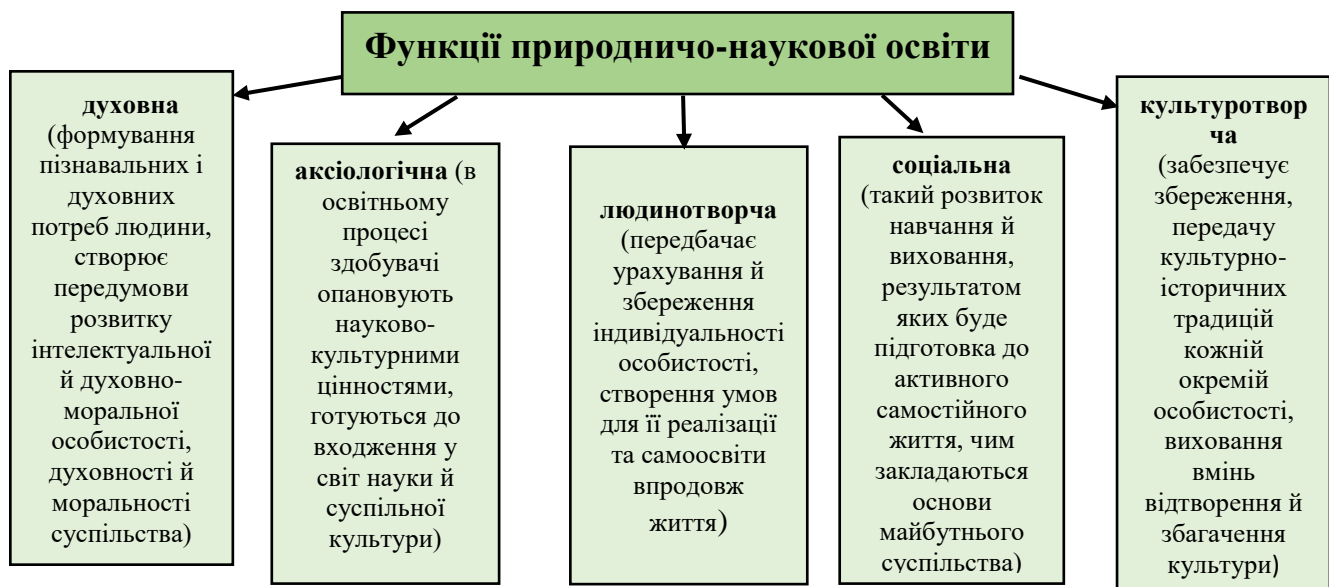 Функції природничо-наукової освіти
духовна
(формування
пізнавальних і
духовних
потреб людини,
створює
передумови
розвитку
інтелектуальної
й духовно-
моральної
особистості,
духовності й
моральності
суспільства)
аксіологічна (в
освітньому
процесі
здобувачі
опановують
науково-
культурними
цінностями,
готуються до
входження у
світ науки й
суспільної
культури)
людинотворча
(передбачає
урахування й
збереження
індивідуальності
особистості,
створення умов
для її реалізації
та самоосвіти
впродовж
життя)
соціальна
(такий розвиток
навчання й
виховання,
результатом
яких буде
підготовка до
активного
самостійного
життя, чим
закладаються
основи
майбутнього
суспільства)
культуротвор
ча
(забезпечує
збереження,
передачу
культурно-
історичних
традицій
кожній
окремій
особистості,
виховання
вмінь
відтворення й
збагачення
культури)